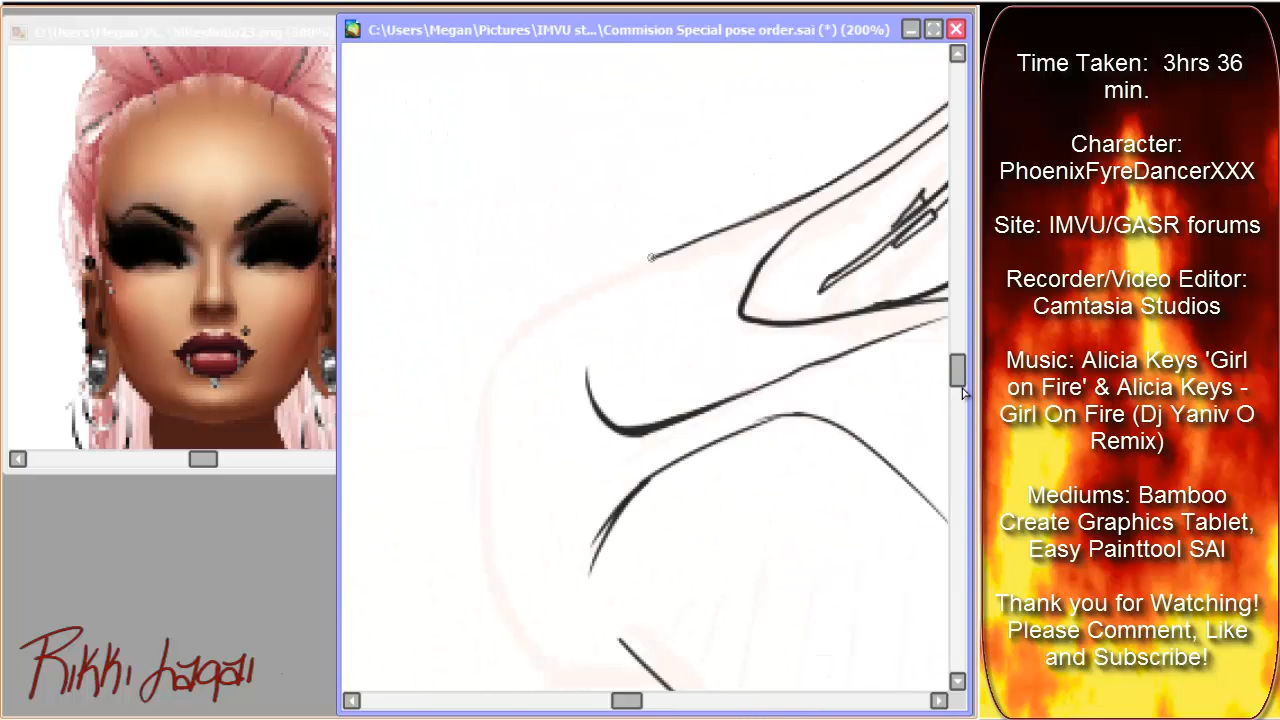 C:\Users\Megan\Pictures\IMVU st...\Commision Special pose order.sai (*) (200%)
Time Taken:  3hrs 36
min.
Character:
PhoenixFyreDancerXXX
Site: IMVU/GASR forums
Recorder/Video Editor:
Camtasia Studios
Music: Alicia Keys 'Girl
on Fire' & Alicia Keys -
Girl On Fire (Dj Yaniv O
Remix)
Mediums: Bamboo
Create Graphics Tablet,
Easy Painttool SAI
Thank you for Watching!
Please Comment, Like
and Subscribe!
Rikki